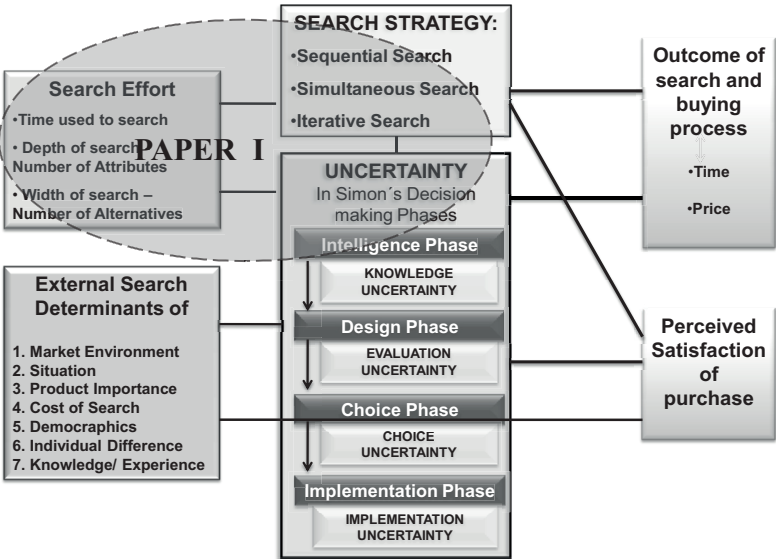 SEARCH STRATEGY:
•Sequential Search
•Simultaneous Search
•Iterative Search
Search Effort
•Time used to search
• Depth of search
Number of Attributes
• Width of search –
Number of Alternatives
PAPER I
UNCERTAINTY
In Simon´s Decision
making Phases
Intelligence Phase
KNOWLEDGE
UNCERTAINTY
Design Phase
EVALUATION
UNCERTAINTY
Choice Phase
CHOICE
UNCERTAINTY
Implementation Phase
IMPLEMENTATION
UNCERTAINTY
External Search
Determinants of
1. Market Environment
2. Situation
3. Product Importance
4. Cost of Search
5. Democraphics
6. Individual Difference
7. Knowledge/ Experience
Outcome of
search and
buying
process
•Time
•Price
Perceived
Satisfaction
of
purchase